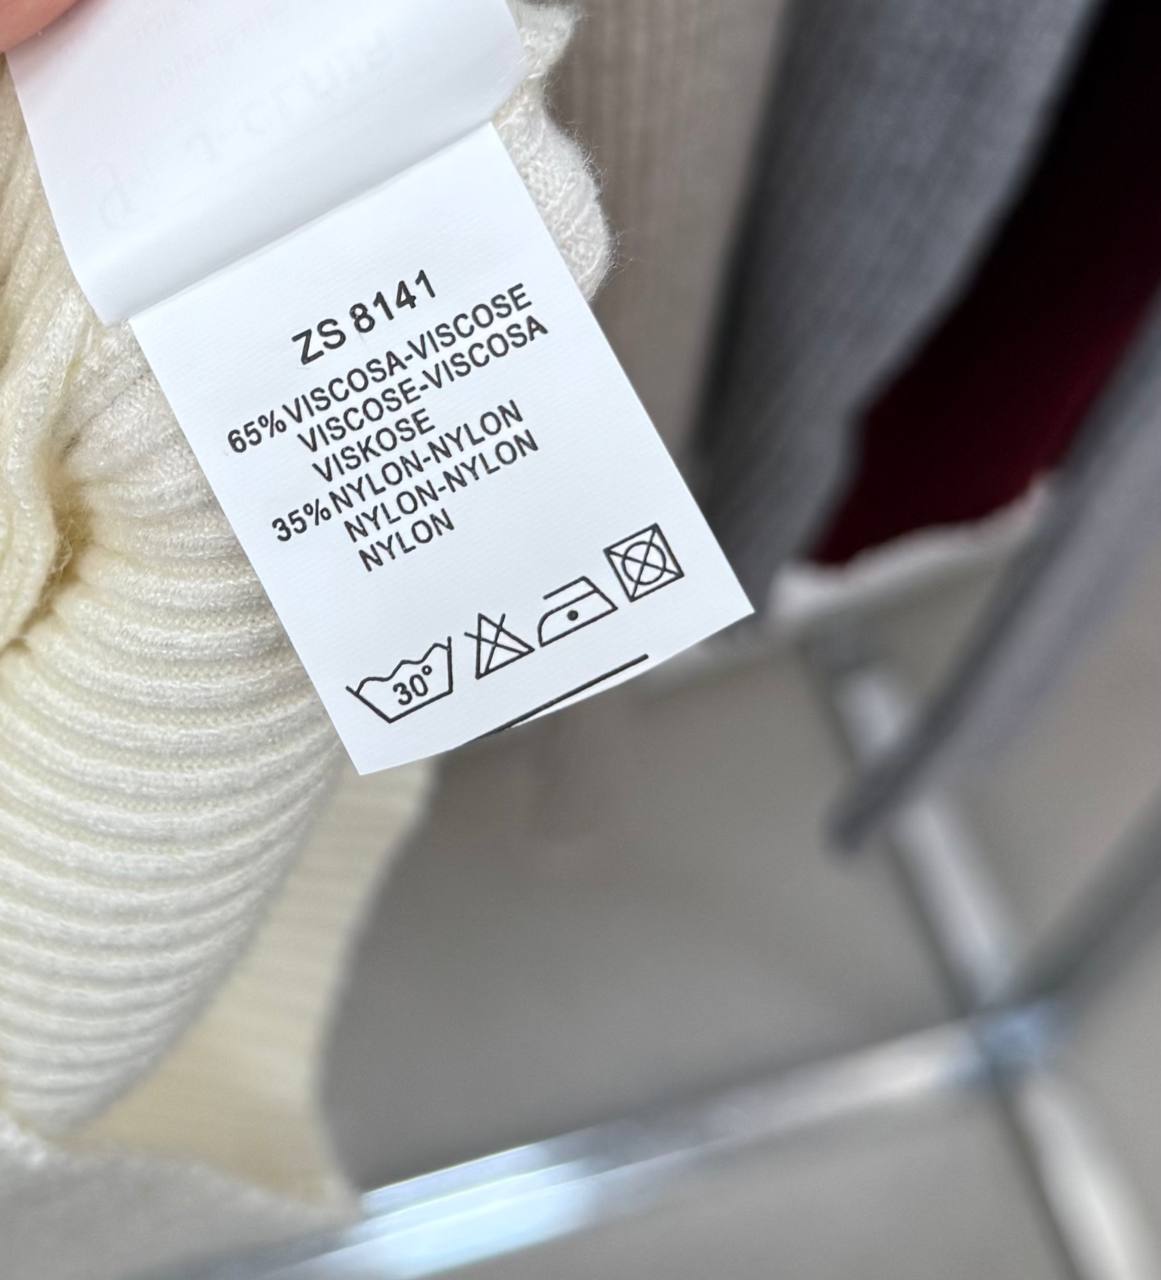 ZS 8141
65% VISCOSA-VISCOSE
VISCOSE-VISCOSA
VISKOSE
35% NYLON-NYLON
NYLON-NYLON
NYLON
30°